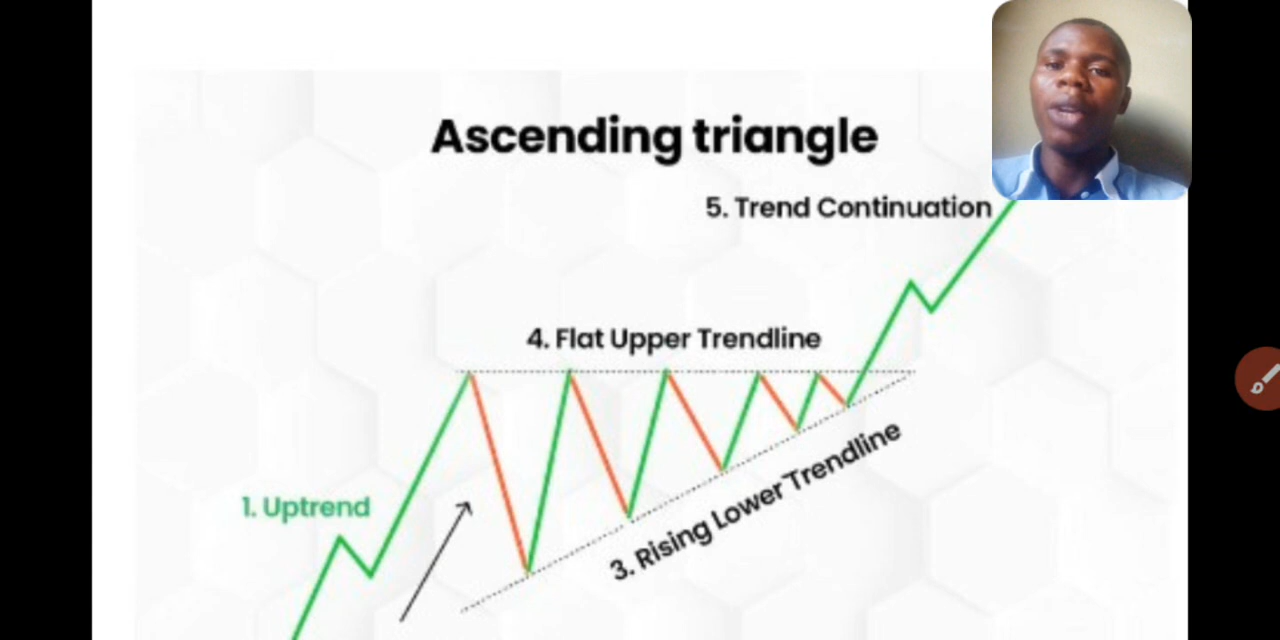 Ascending triangle
5. Trend Continuation
4. Flat Upper Trendline
1. Uptrend
3. Rising Lower Trendline